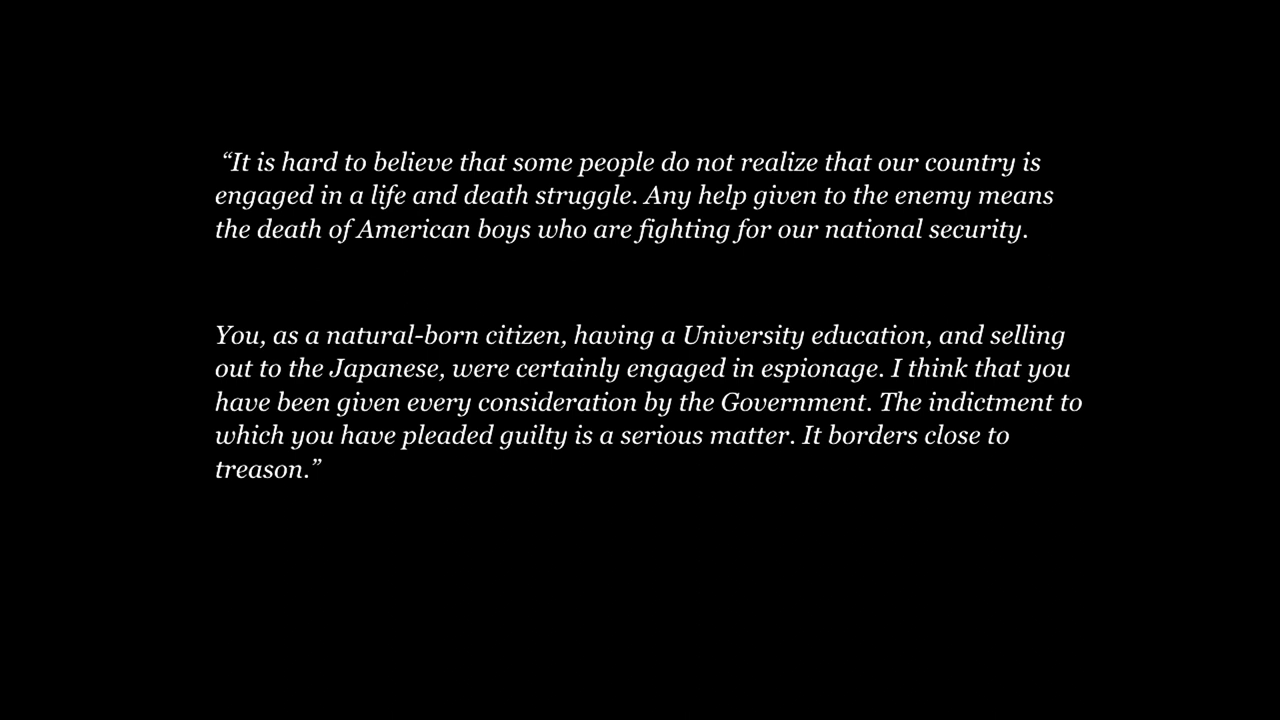 “It is hard to believe that some people do not realize that our country is
engaged in a life and death struggle. Any help given to the enemy means
the death of American boys who are fighting for our national security.
You, as a natural-born citizen, having a University education, and selling
out to the Japanese, were certainly engaged in espionage. I think that you
have been given every consideration by the Government. The indictment to
which you have pleaded guilty is a serious matter. It borders close to
treason.”